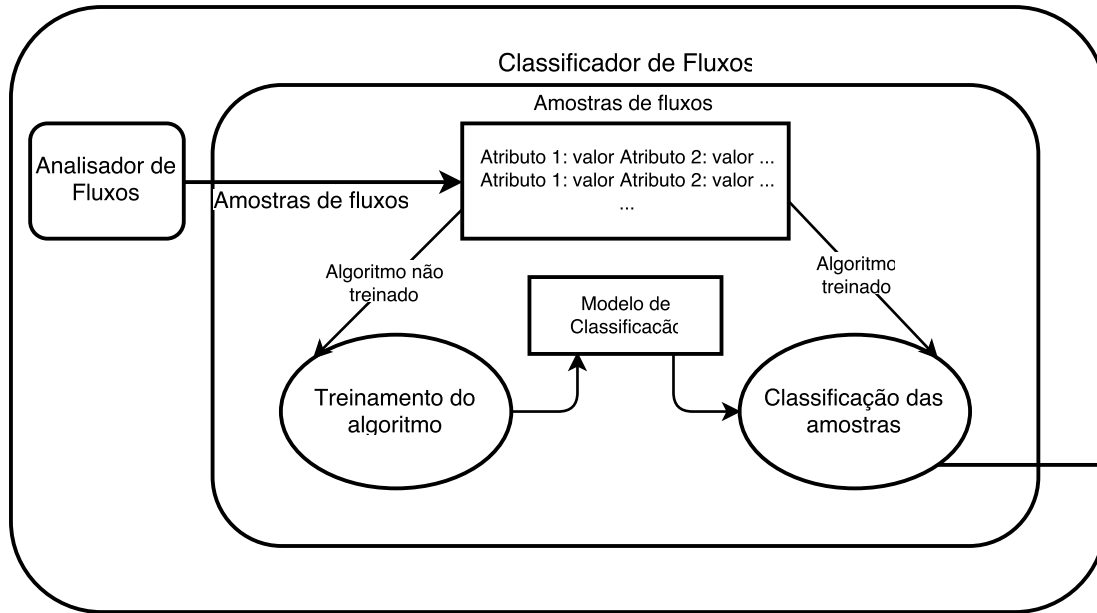 Classificador de Fluxos
Amostras de fluxos
Analisador de
Fluxos
Atributo 1: valor Atributo 2: valor ...
Atributo 1: valor Atributo 2: valor ...
...
Amostras de fluxos
Algoritmo não
treinado
Algoritmo
treinado
Modelo de
Classificação
Treinamento do
algoritmo
Classificação das
amostras